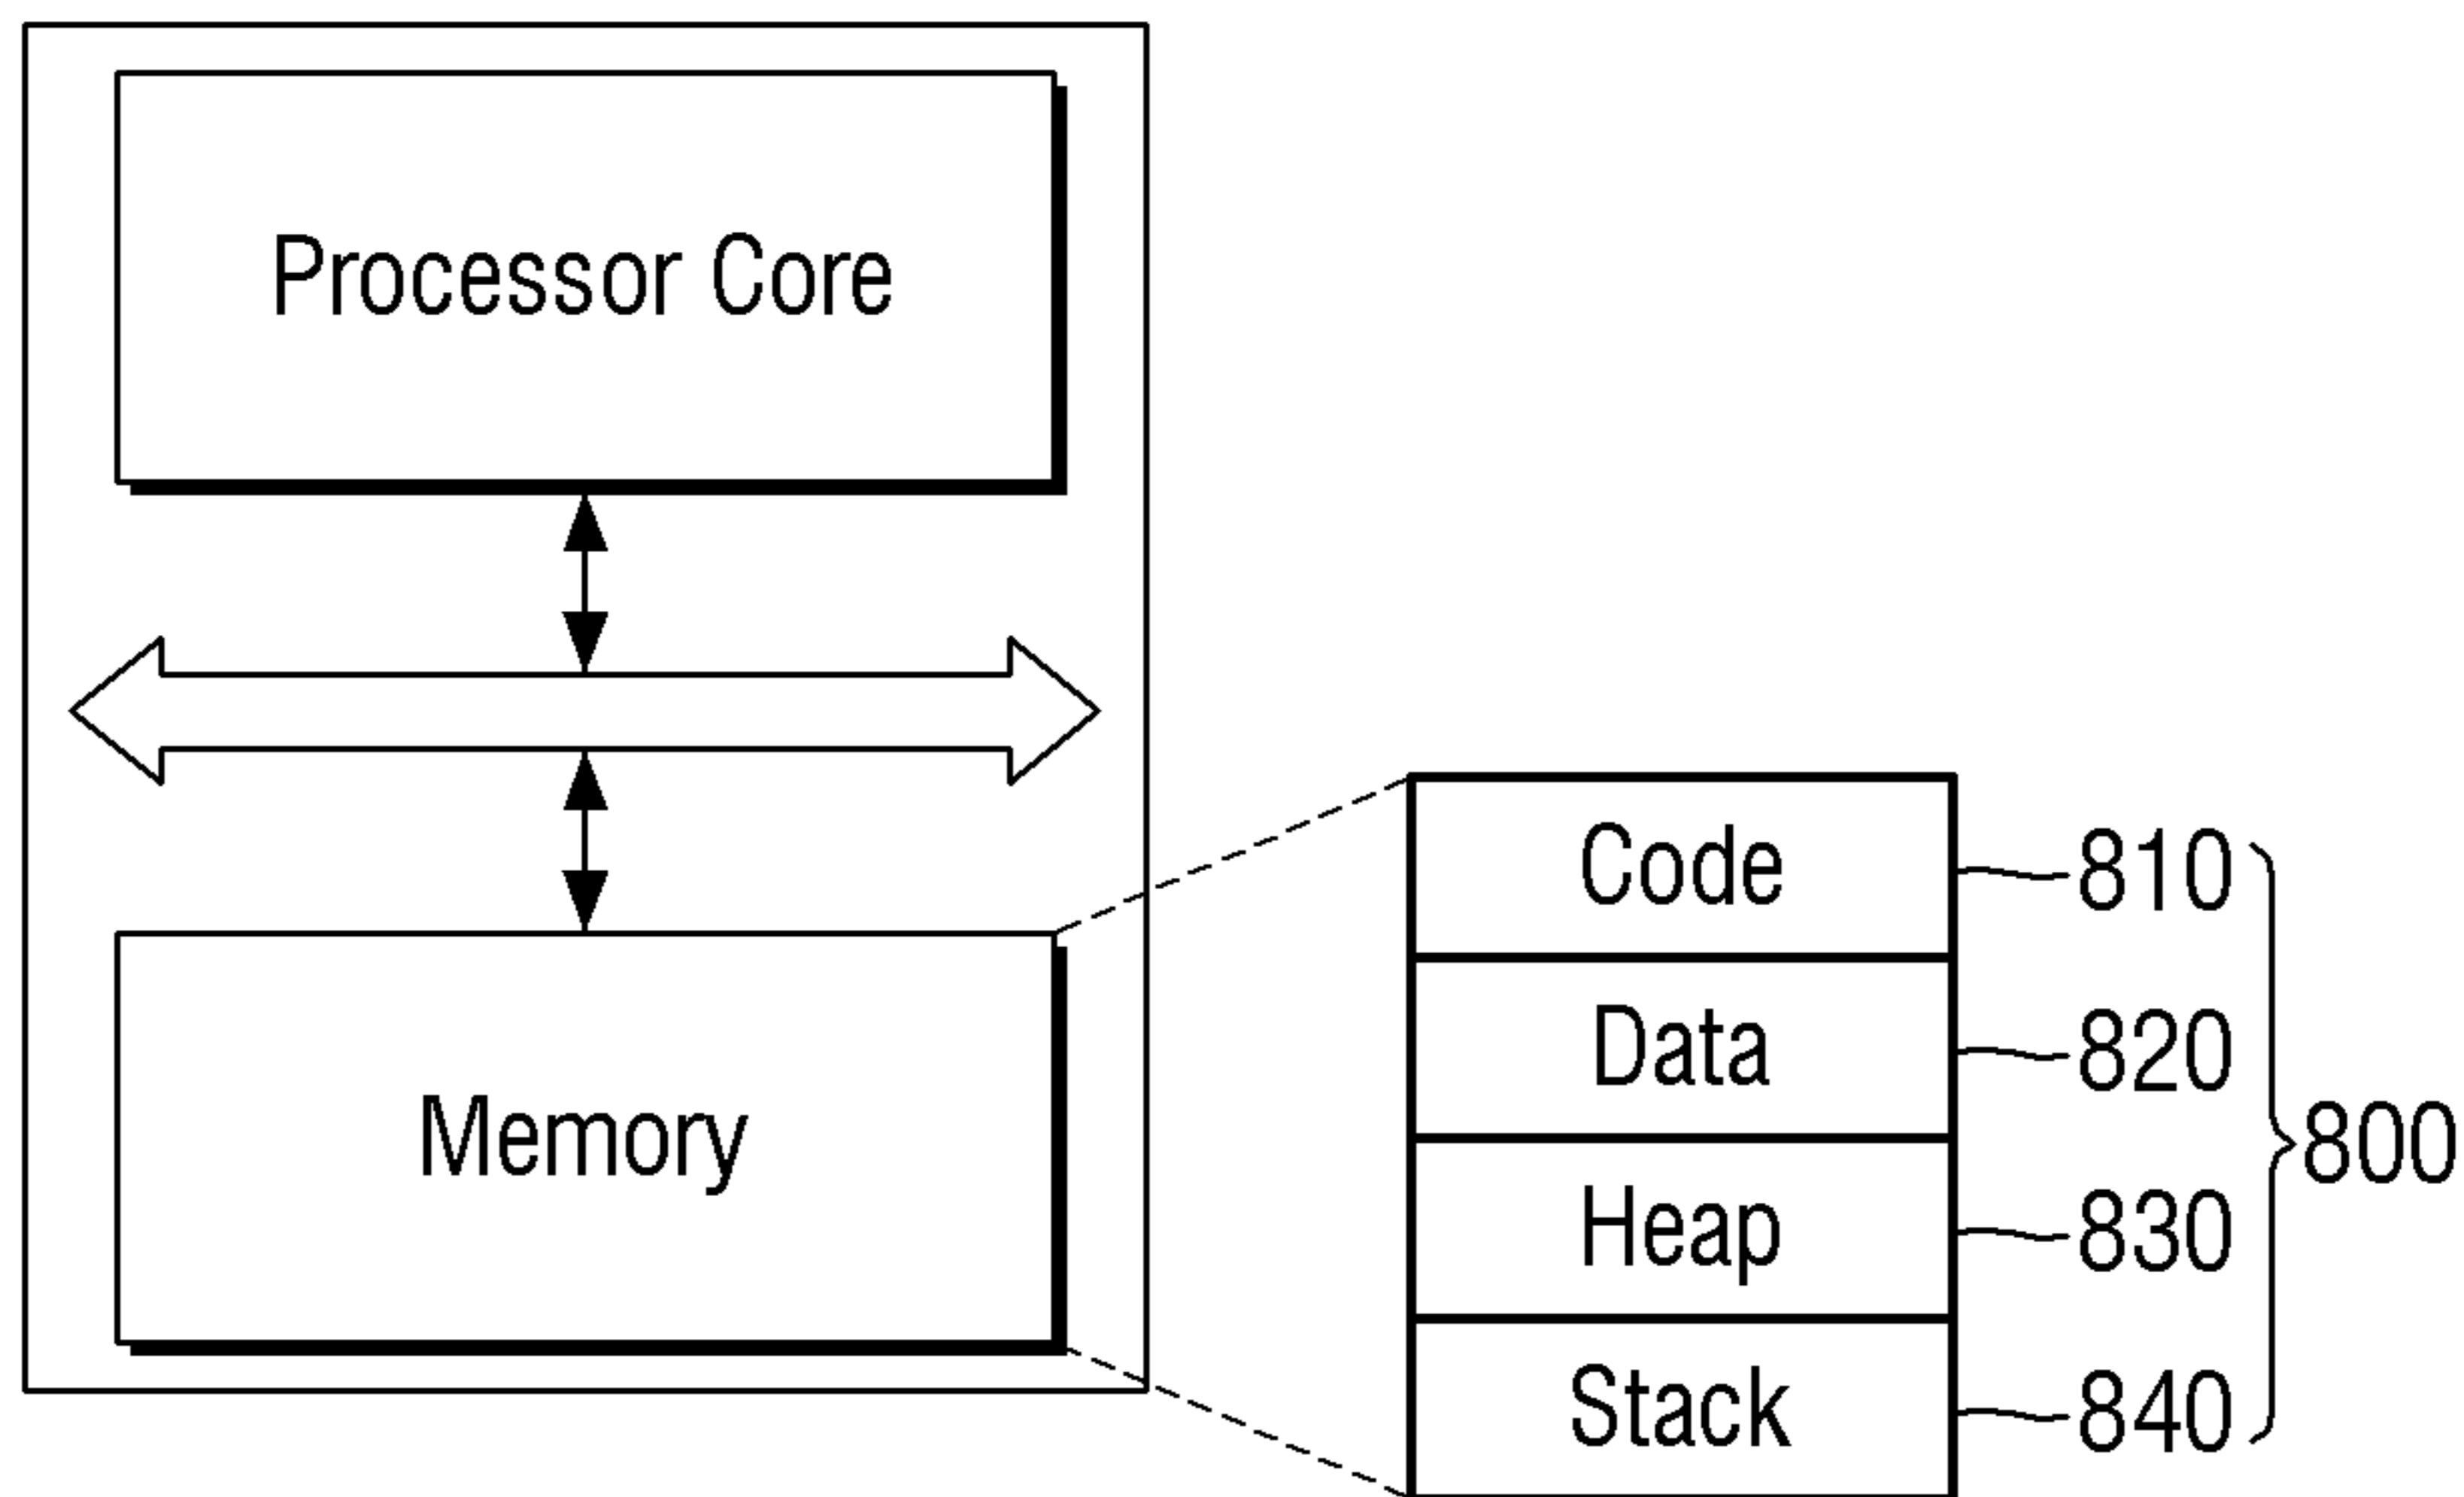 Processor Core
Memory
Code 810
Data 820
Heap 830
Stack 840
800